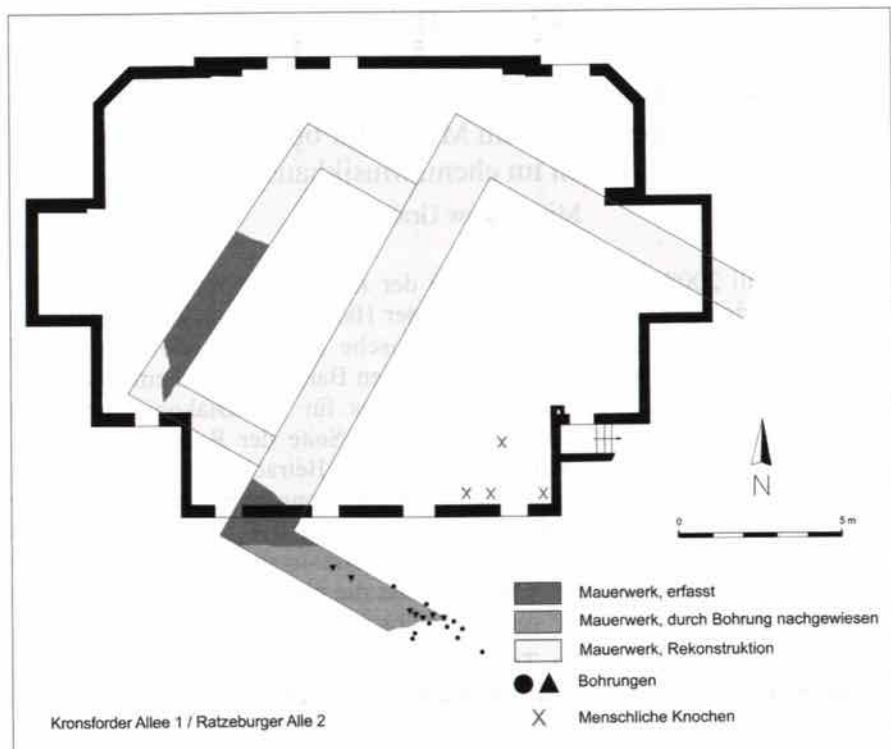 N
0 5 m
Mauerwerk, erfasst
Mauerwerk, durch Bohrung nachgewiesen
Mauerwerk, Rekonstruktion
Bohrungen
X Menschliche Knochen
Kronsforder Allee 1 / Ratzeburger Alle 2